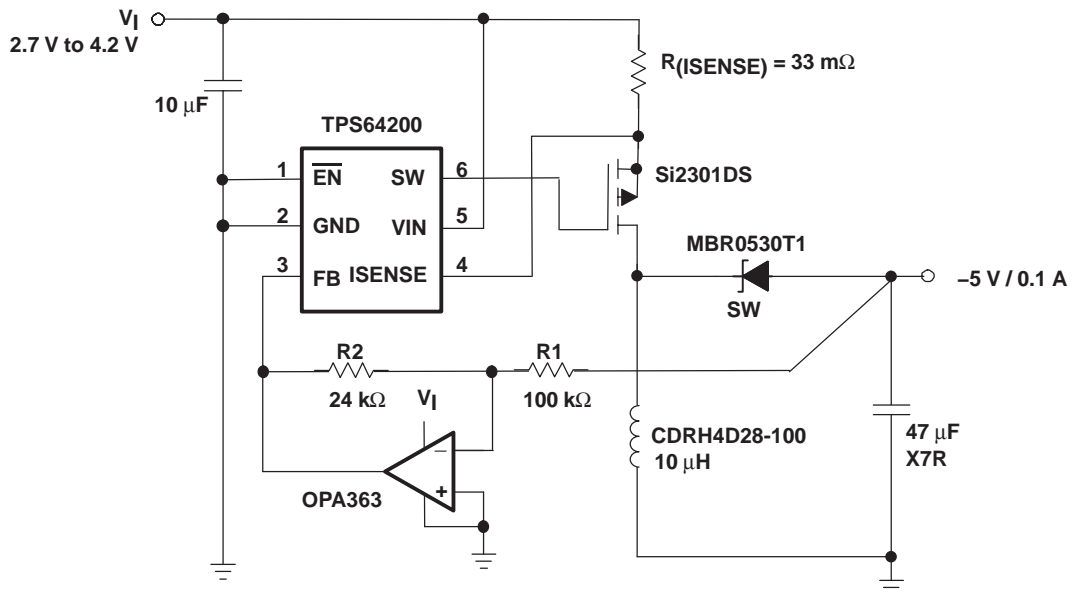 VI
2.7 V to 4.2 V
R(ISENSE) = 33 mΩ
10 μF
TPS64200
1
EN
SW
6
Si2301DS
2
GND
VIN
5
MBR0530T1
3
FB
ISENSE
4
–5 V / 0.1 A
SW
R2
R1
VI
24 kΩ
100 kΩ
CDRH4D28-100
10 μH
47 μF
X7R
–
+
OPA363